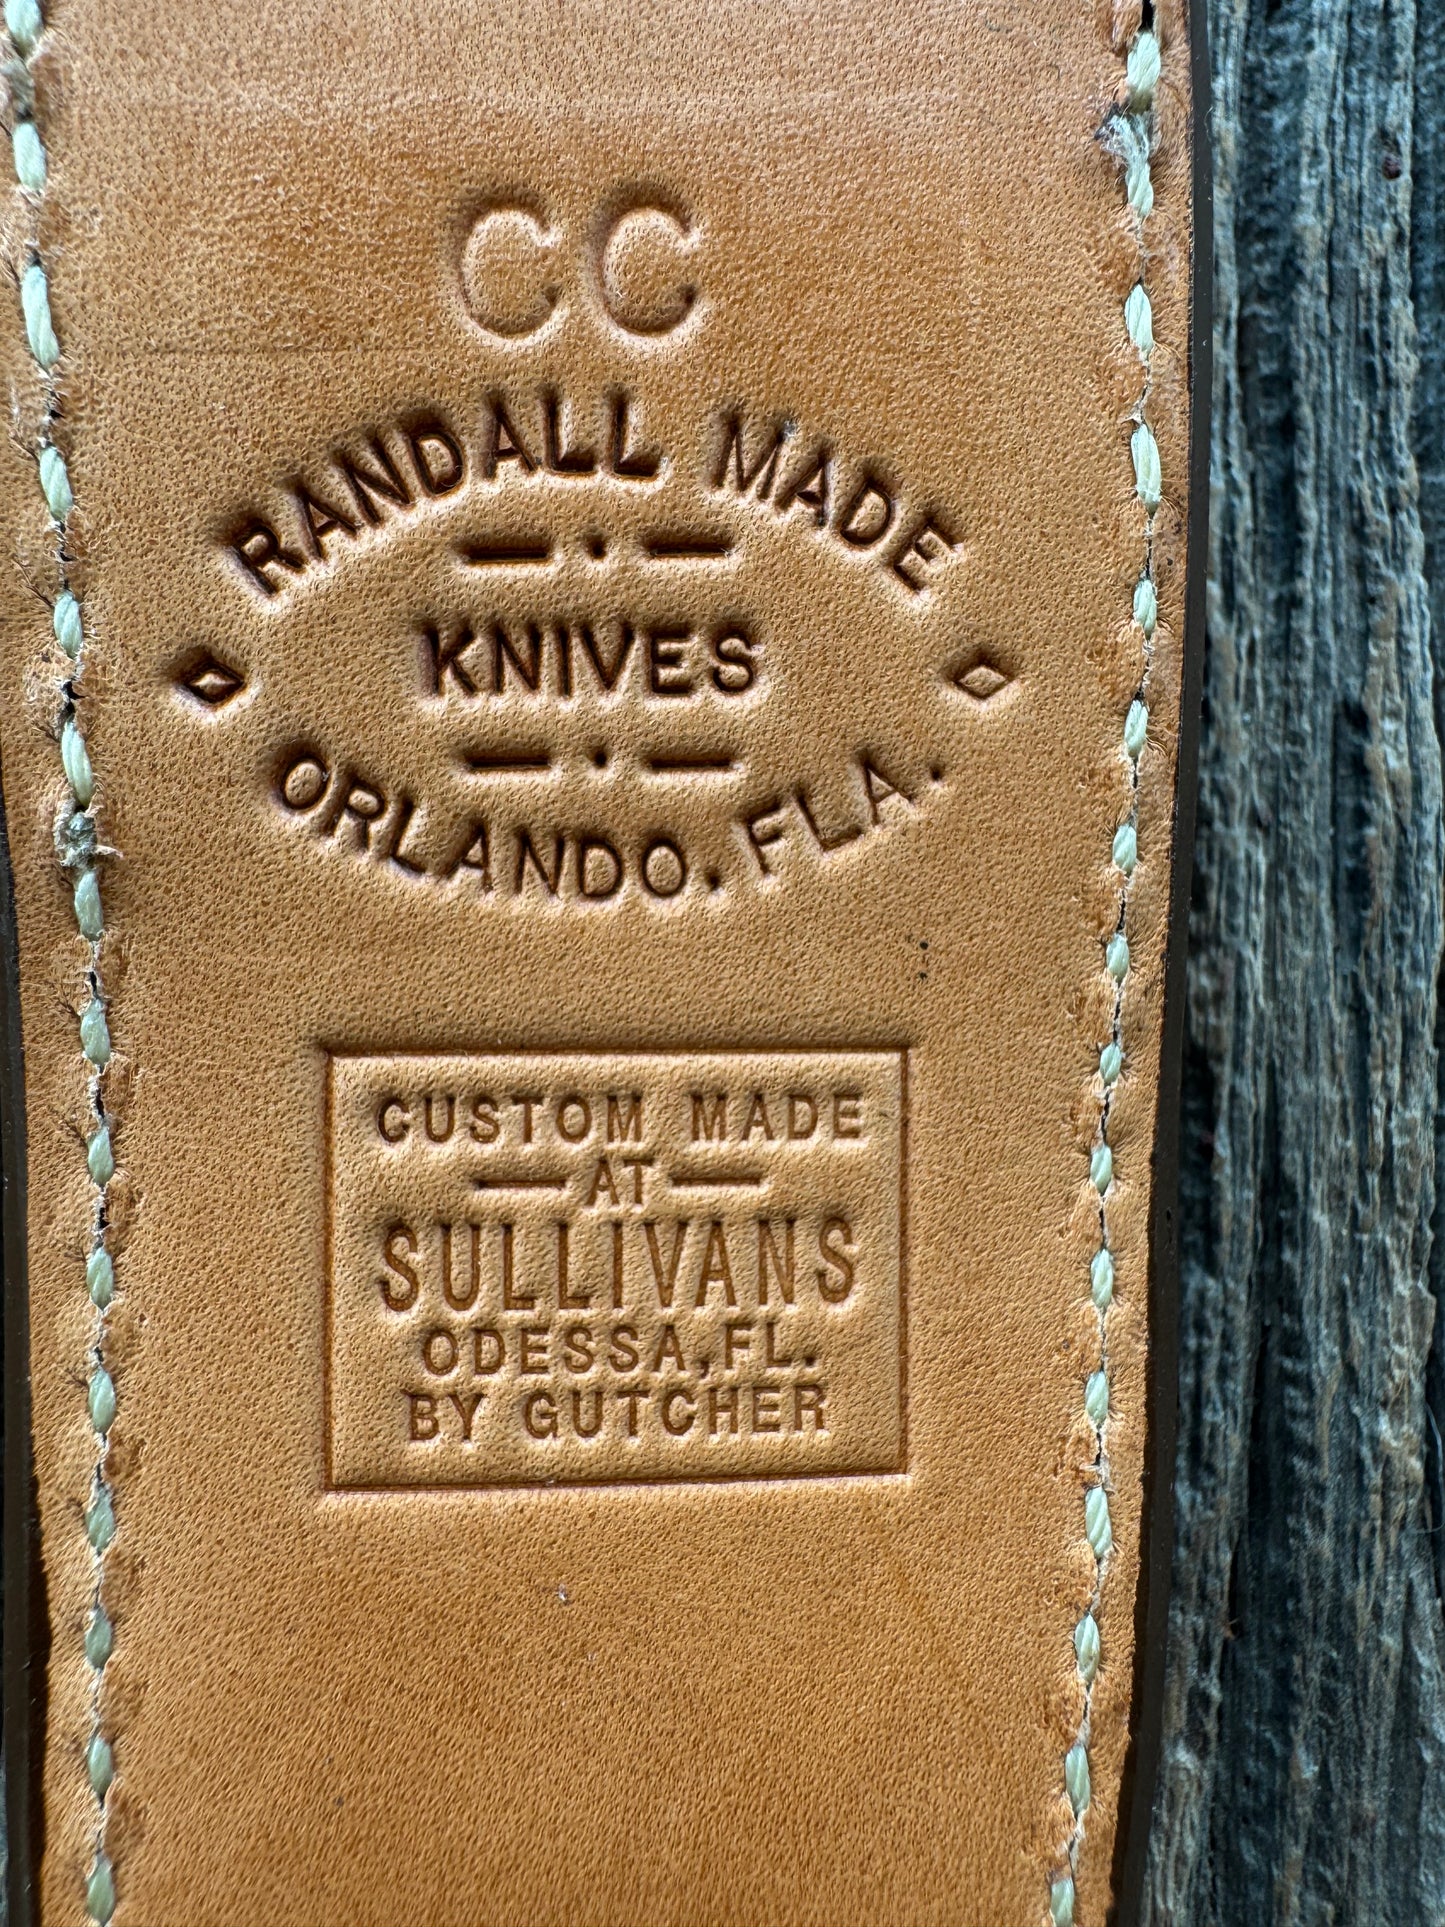 CC
RANDALL MADE
KNIVES
ORLANDO, FLA.
CUSTOM MADE
— AT —
SULLIVANS
ODESSA, FL.
BY GUTCHER